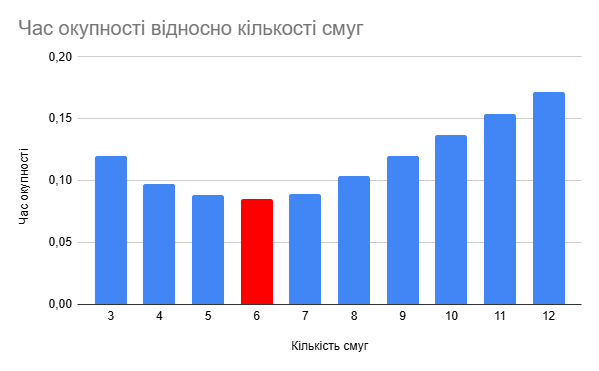 Час окупності відносно кількості смуг
0,20
0,15
0,10
0,05
0,00
Час окупності
3 4 5 6 7 8 9 10 11 12
Кількість смуг